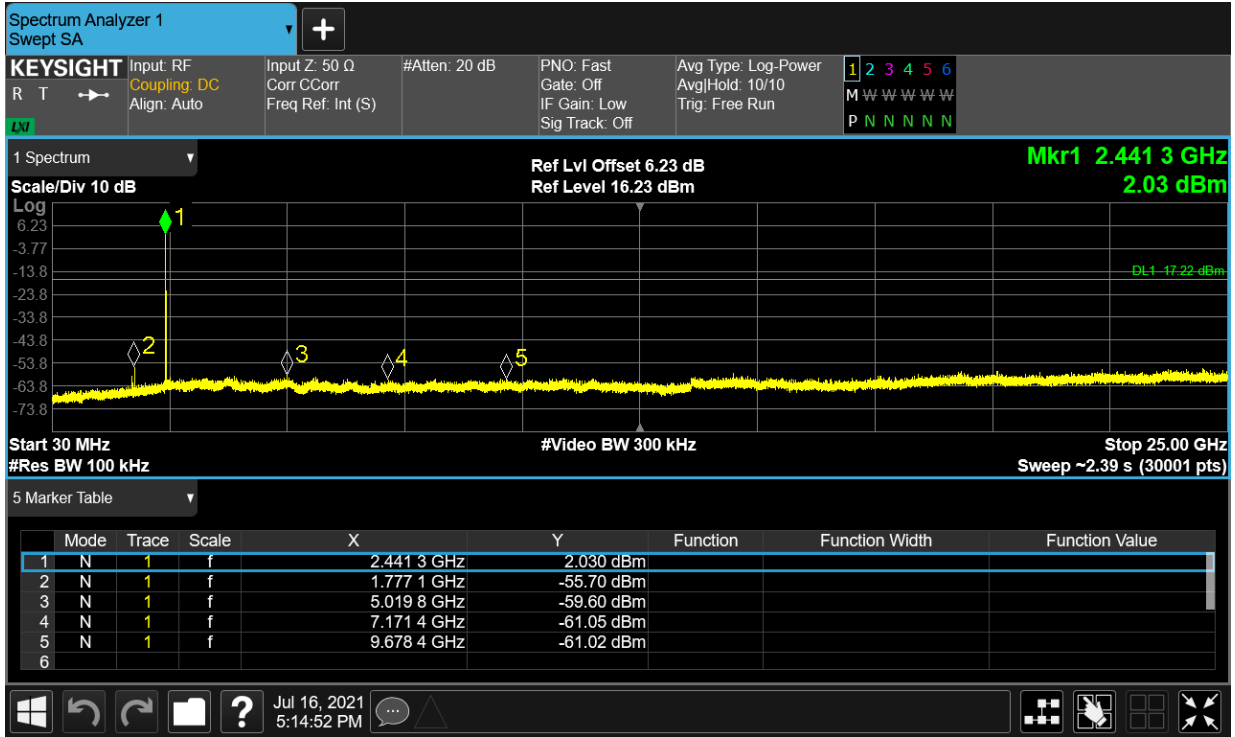 Spectrum Analyzer 1
Swept SA
KEYSIGHT
R T
LXI
Input: RF
Coupling: DC
Align: Auto
Input Z: 50 Ω
Corr CCorr
Freq Ref: Int (S)
#Atten: 20 dB
PNO: Fast
Gate: Off
IF Gain: Low
Sig Track: Off
Avg Type: Log-Power
Avg|Hold: 10/10
Trig: Free Run
1 2 3 4 5 6
M W W W W W
P N N N N N
1 Spectrum
Scale/Div 10 dB
Ref Lvl Offset 6.23 dB
Ref Level 16.23 dBm
Mkr1 2.441 3 GHz
2.03 dBm
Log
6.23
-3.77
-13.8
-23.8
-33.8
-43.8
-53.8
-63.8
-73.8
1
2
3
4
5
DL1 -17.22 dBm
Start 30 MHz
#Video BW 300 kHz
Stop 25.00 GHz
#Res BW 100 kHz
Sweep ~2.39 s (30001 pts)
5 Marker Table
Mode Trace Scale X Y Function Function Width Function Value
1 N 1 f 2.441 3 GHz 2.030 dBm
2 N 1 f 1.777 1 GHz -55.70 dBm
3 N 1 f 5.019 8 GHz -59.60 dBm
4 N 1 f 7.171 4 GHz -61.05 dBm
5 N 1 f 9.678 4 GHz -61.02 dBm
6
?
Jul 16, 2021
5:14:52 PM